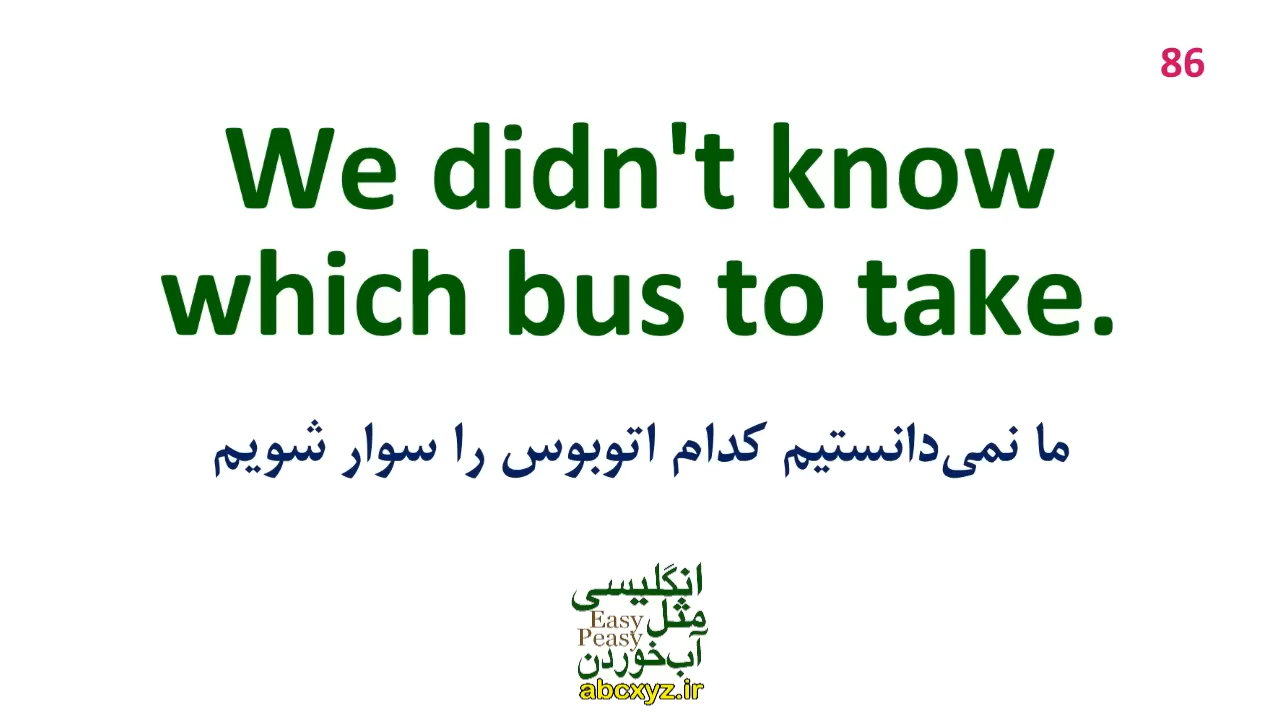 86
We didn't know
which bus to take.
ما نمی‌دانستیم کدام اتوبوس را سوار شویم
انگلیسی
مثل
Easy
Peasy
آب‌خوردن
abcxyz.ir